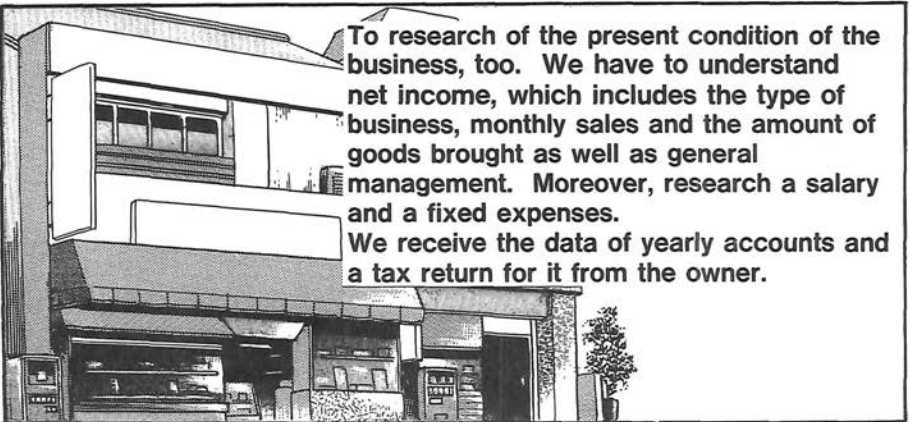 To research of the present condition of the
business, too. We have to understand
net income, which includes the type of
business, monthly sales and the amount of
goods brought as well as general
management. Moreover, research a salary
and a fixed expenses.
We receive the data of yearly accounts and
a tax return for it from the owner.